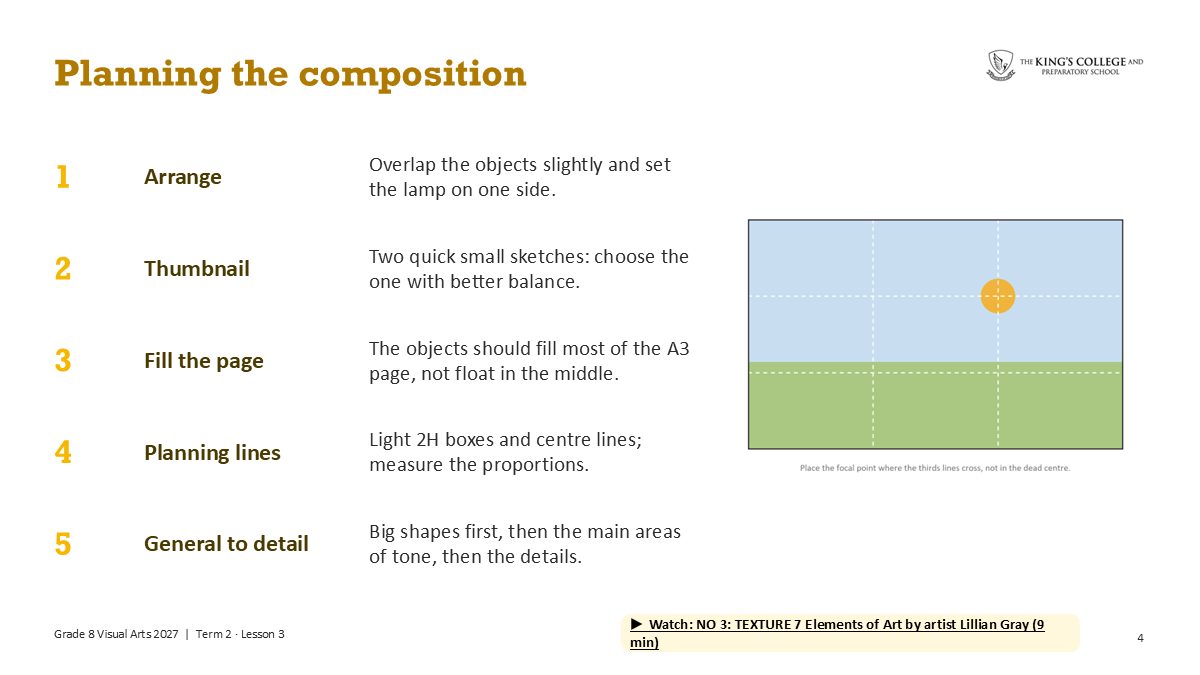 Planning the composition
THE KING'S COLLEGE AND
PREPARATORY SCHOOL
1
Arrange
Overlap the objects slightly and set
the lamp on one side.
2
Thumbnail
Two quick small sketches: choose the
one with better balance.
3
Fill the page
The objects should fill most of the A3
page, not float in the middle.
4
Planning lines
Light 2H boxes and centre lines;
measure the proportions.
5
General to detail
Big shapes first, then the main areas
of tone, then the details.
Place the focal point where the thirds lines cross, not in the dead centre.
Grade 8 Visual Arts 2027 | Term 2 · Lesson 3
▶ Watch: NO 3: TEXTURE 7 Elements of Art by artist Lillian Gray (9
min)
4